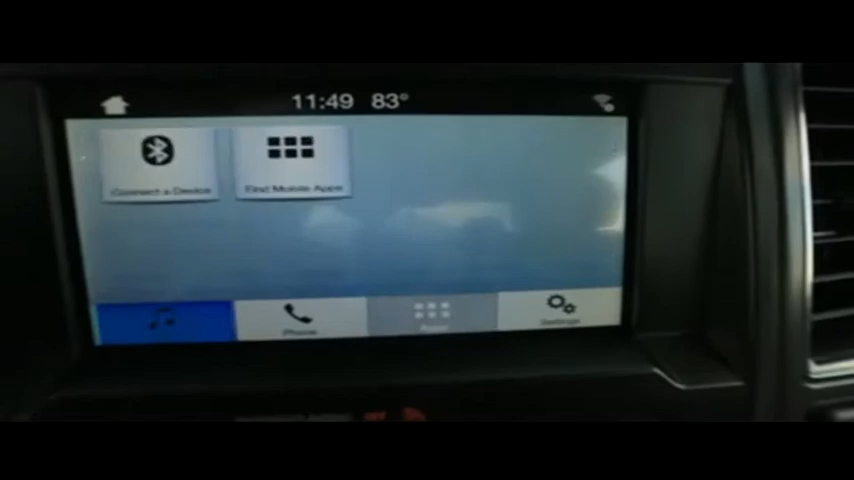 11:49 83°
Connect a Device
Find Mobile Apps
Phone
Apps
Settings